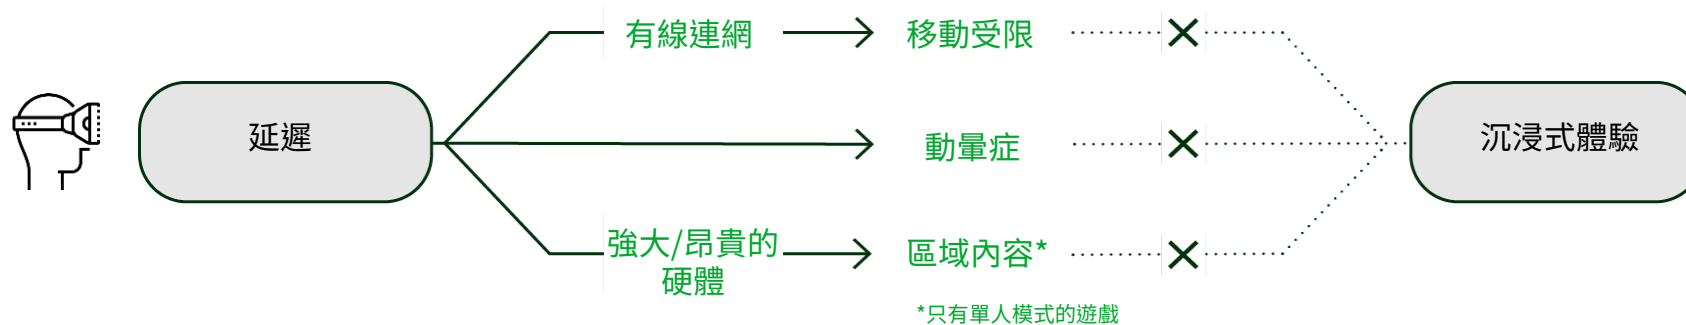 有線連網
移動受限
延遲
動暈症
沉浸式體驗
強大/昂貴的
硬體
區域內容*
*只有單人模式的遊戲